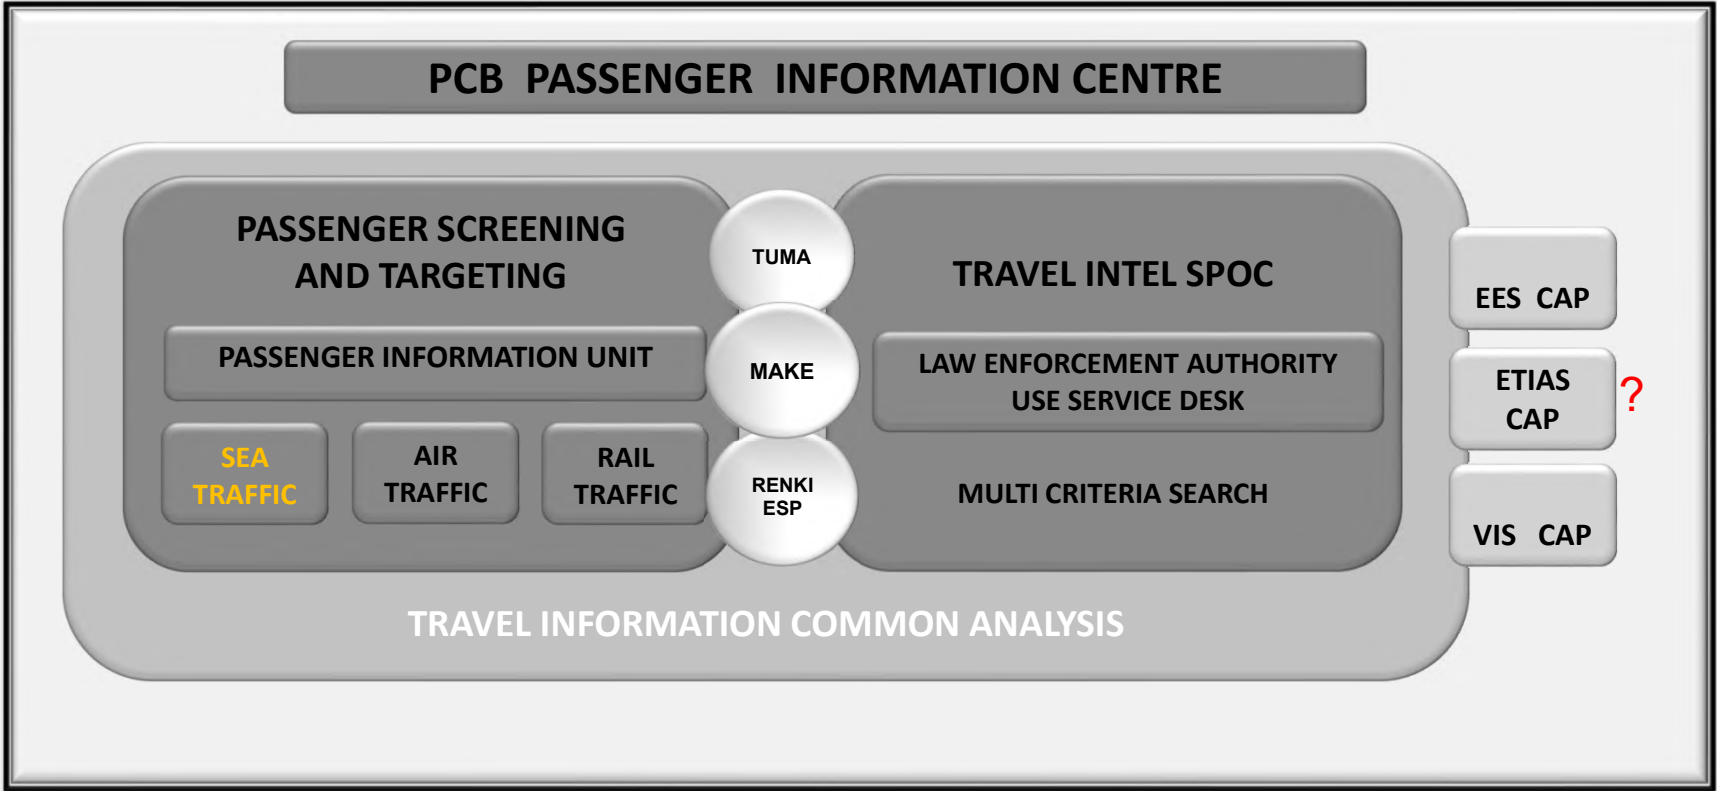 PCB PASSENGER INFORMATION CENTRE
PASSENGER SCREENING
AND TARGETING
PASSENGER INFORMATION UNIT
SEA
TRAFFIC
AIR
TRAFFIC
RAIL
TRAFFIC
TUMA
MAKE
RENKI
ESP
TRAVEL INTEL SPOC
LAW ENFORCEMENT AUTHORITY
USE SERVICE DESK
MULTI CRITERIA SEARCH
EES CAP
ETIAS
CAP
?
VIS CAP
TRAVEL INFORMATION COMMON ANALYSIS